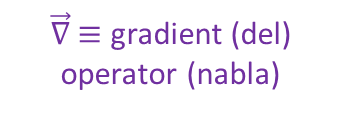 ∇⃗ ≡ gradient (del)
operator (nabla)